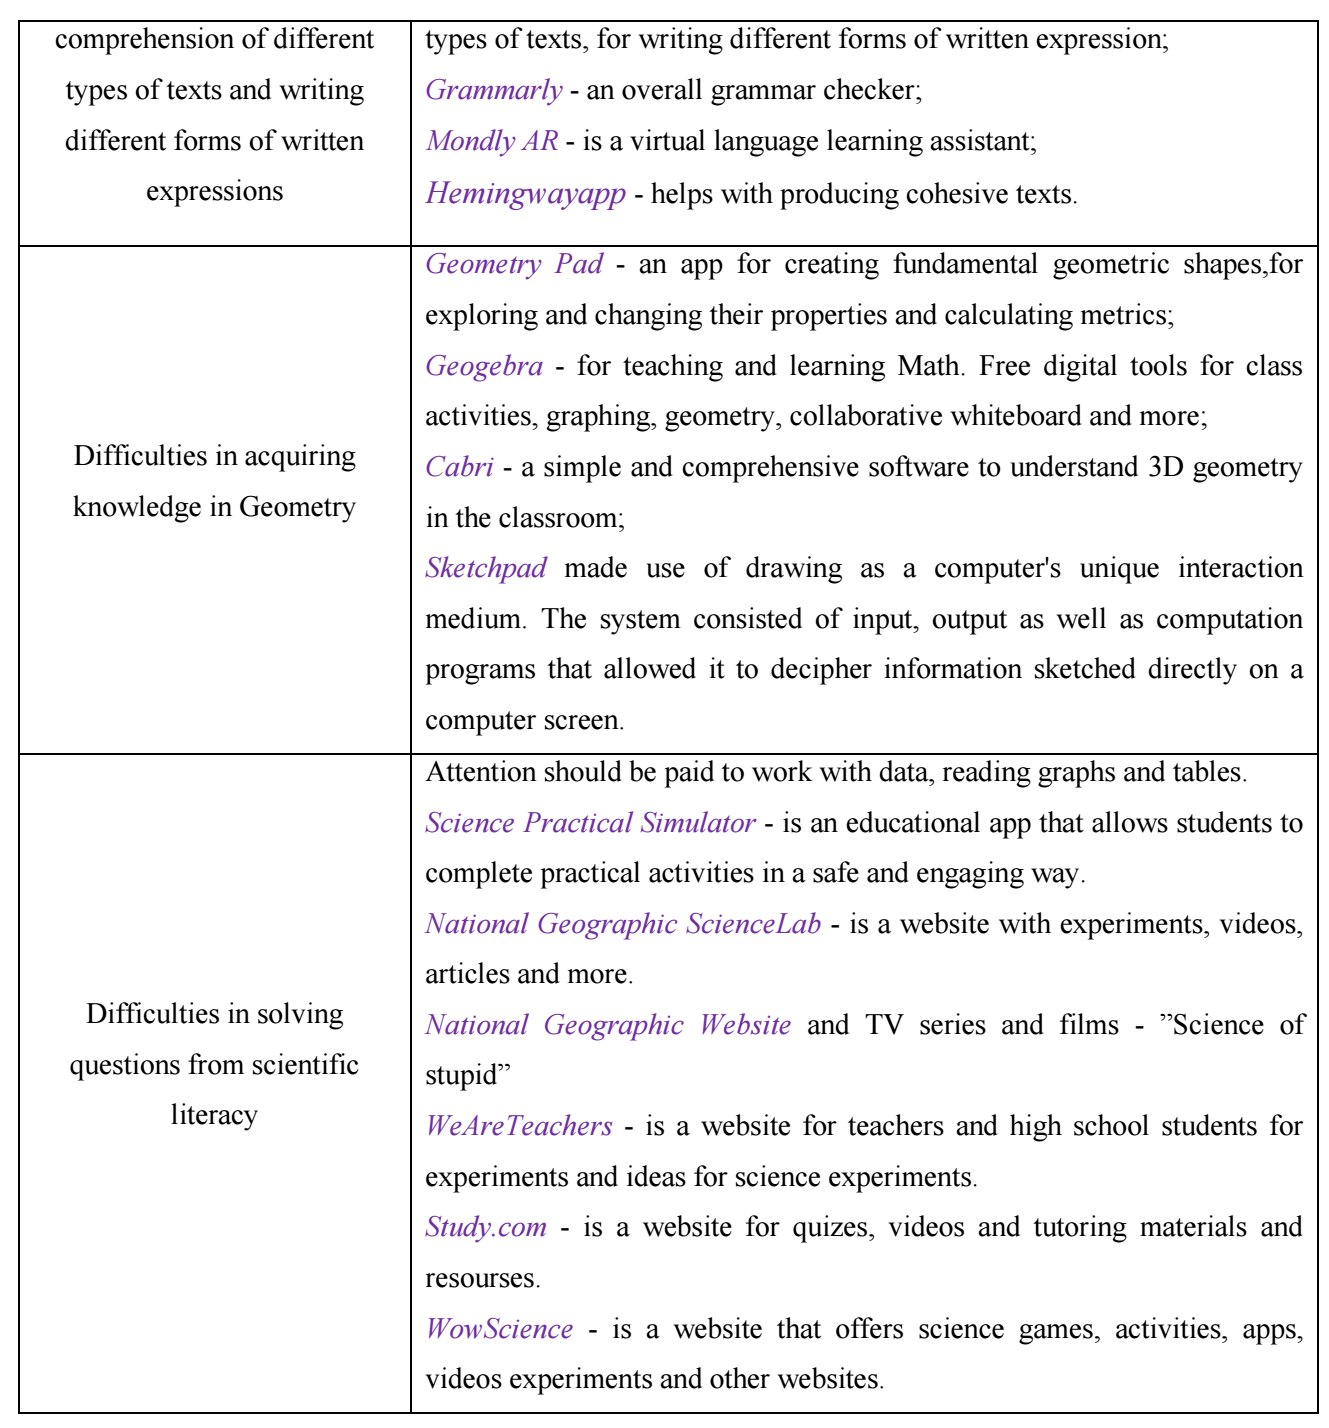 comprehension of different
types of texts and writing
different forms of written
expressions
types of texts, for writing different forms of written expression;
Grammarly - an overall grammar checker;
Mondly AR - is a virtual language learning assistant;
Hemingwayapp - helps with producing cohesive texts.
Difficulties in acquiring
knowledge in Geometry
Geometry Pad - an app for creating fundamental geometric shapes,for
exploring and changing their properties and calculating metrics;
Geogebra - for teaching and learning Math. Free digital tools for class
activities, graphing, geometry, collaborative whiteboard and more;
Cabri - a simple and comprehensive software to understand 3D geometry
in the classroom;
Sketchpad made use of drawing as a computer's unique interaction
medium. The system consisted of input, output as well as computation
programs that allowed it to decipher information sketched directly on a
computer screen.
Difficulties in solving
questions from scientific
literacy
Attention should be paid to work with data, reading graphs and tables.
Science Practical Simulator - is an educational app that allows students to
complete practical activities in a safe and engaging way.
National Geographic ScienceLab - is a website with experiments, videos,
articles and more.
National Geographic Website and TV series and films - ”Science of
stupid”
WeAreTeachers - is a website for teachers and high school students for
experiments and ideas for science experiments.
Study.com - is a website for quizes, videos and tutoring materials and
resourses.
WowScience - is a website that offers science games, activities, apps,
videos experiments and other websites.